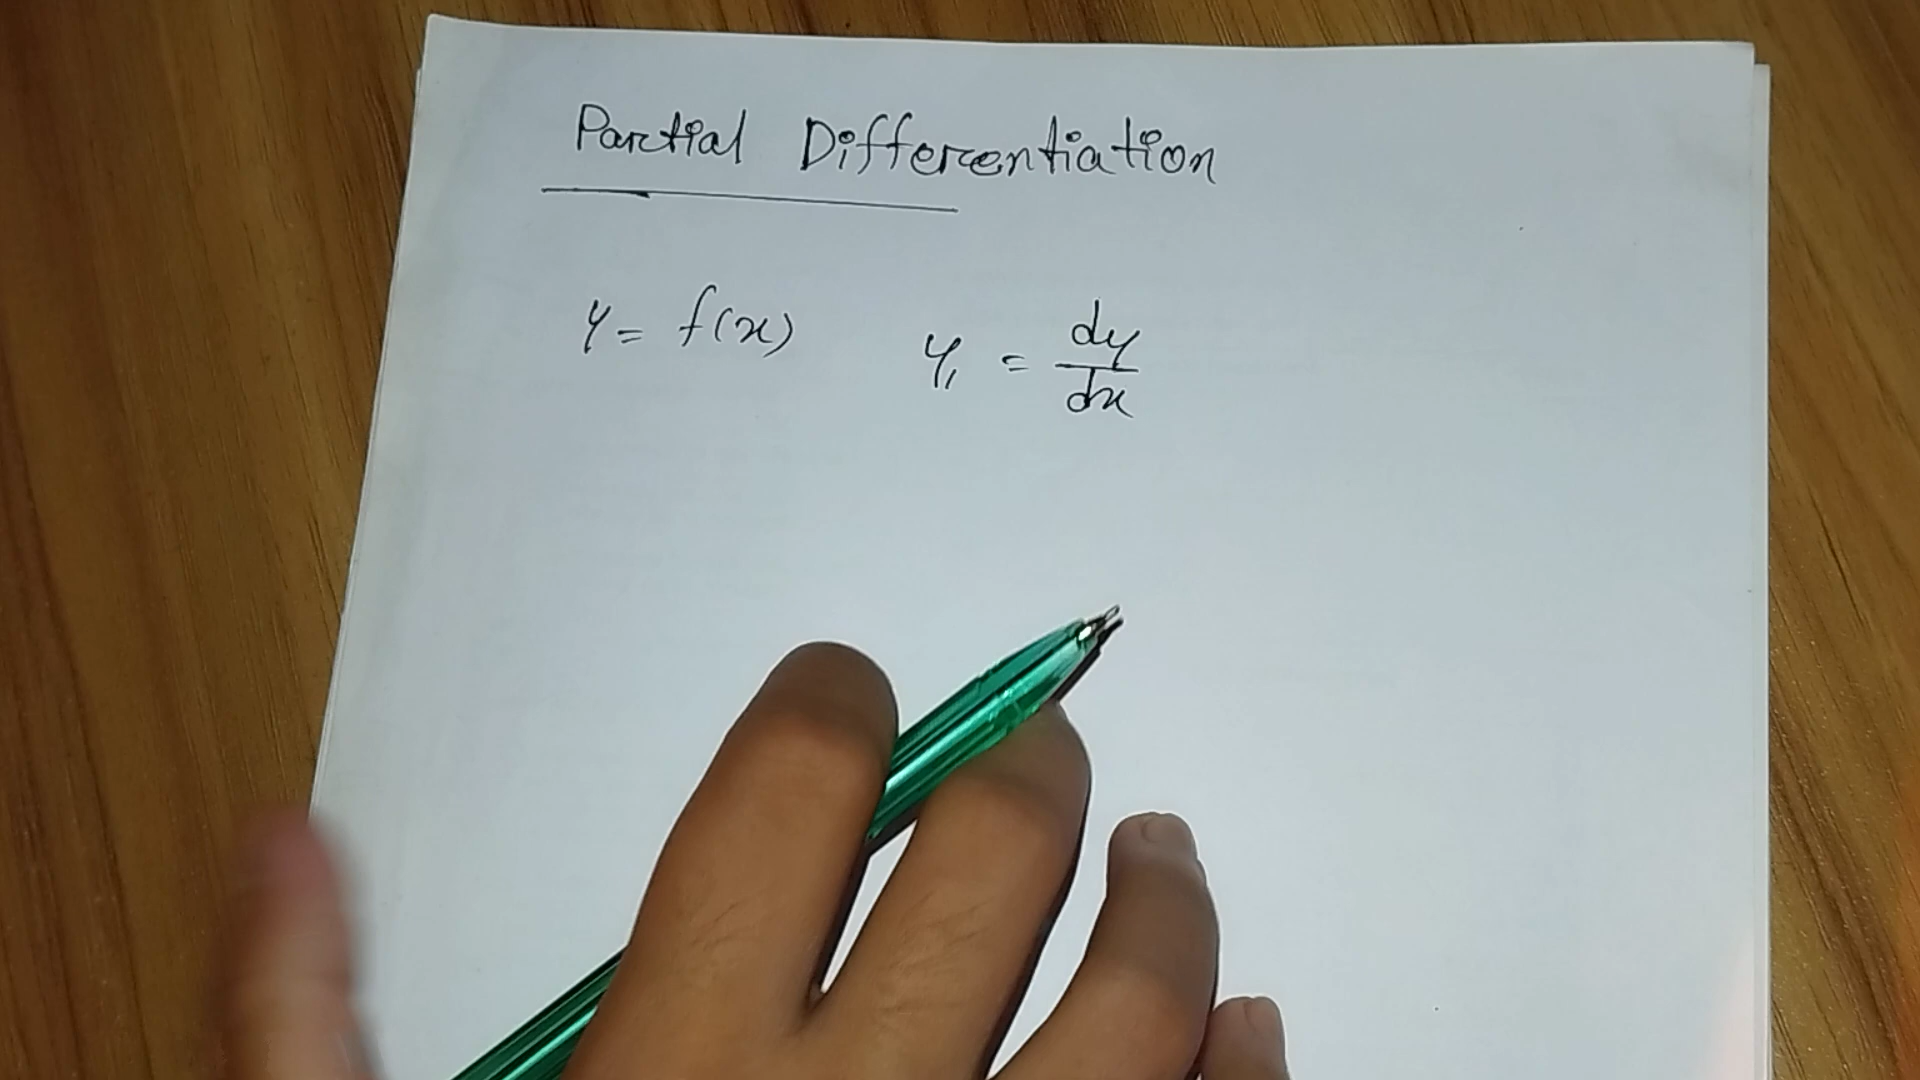 Partial Differentiation
y = f(x) y₁ = dy/dx